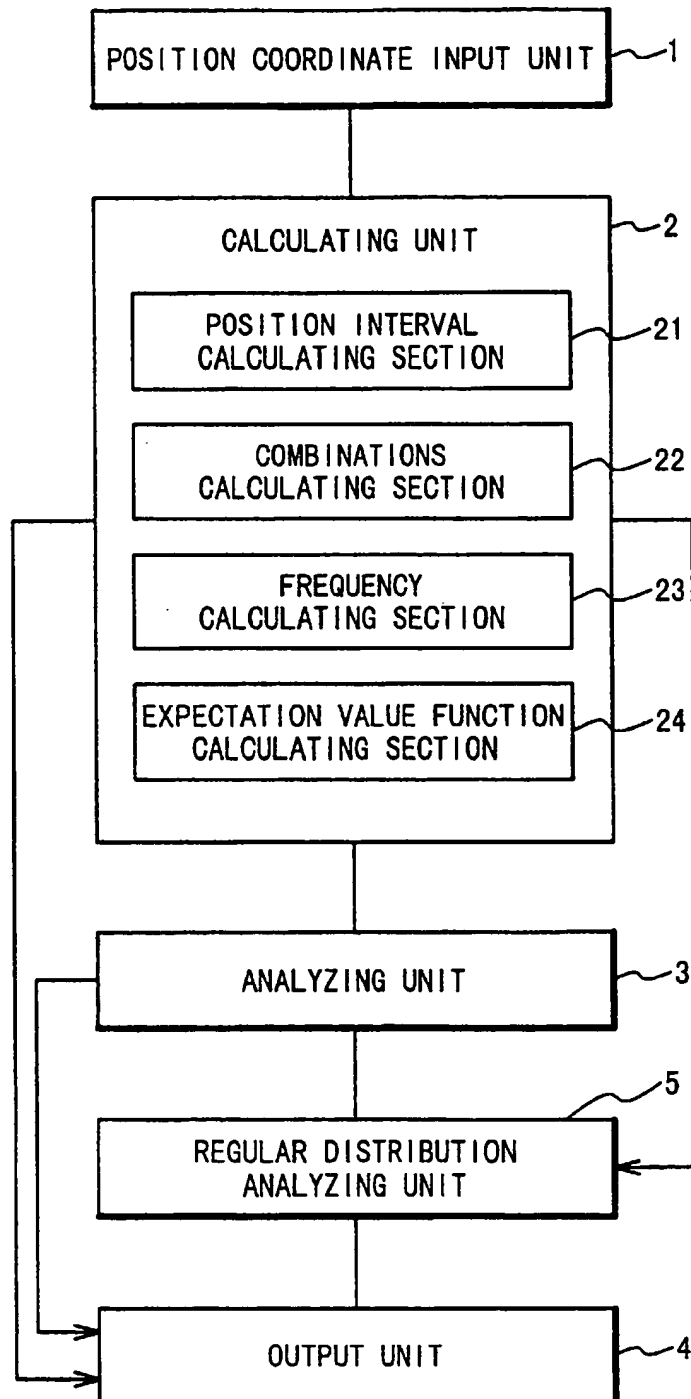 POSITION COORDINATE INPUT UNIT
1
CALCULATING UNIT
2
POSITION INTERVAL
CALCULATING SECTION
21
COMBINATIONS
CALCULATING SECTION
22
FREQUENCY
CALCULATING SECTION
23
EXPECTATION VALUE FUNCTION
CALCULATING SECTION
24
ANALYZING UNIT
3
5
REGULAR DISTRIBUTION
ANALYZING UNIT
OUTPUT UNIT
4